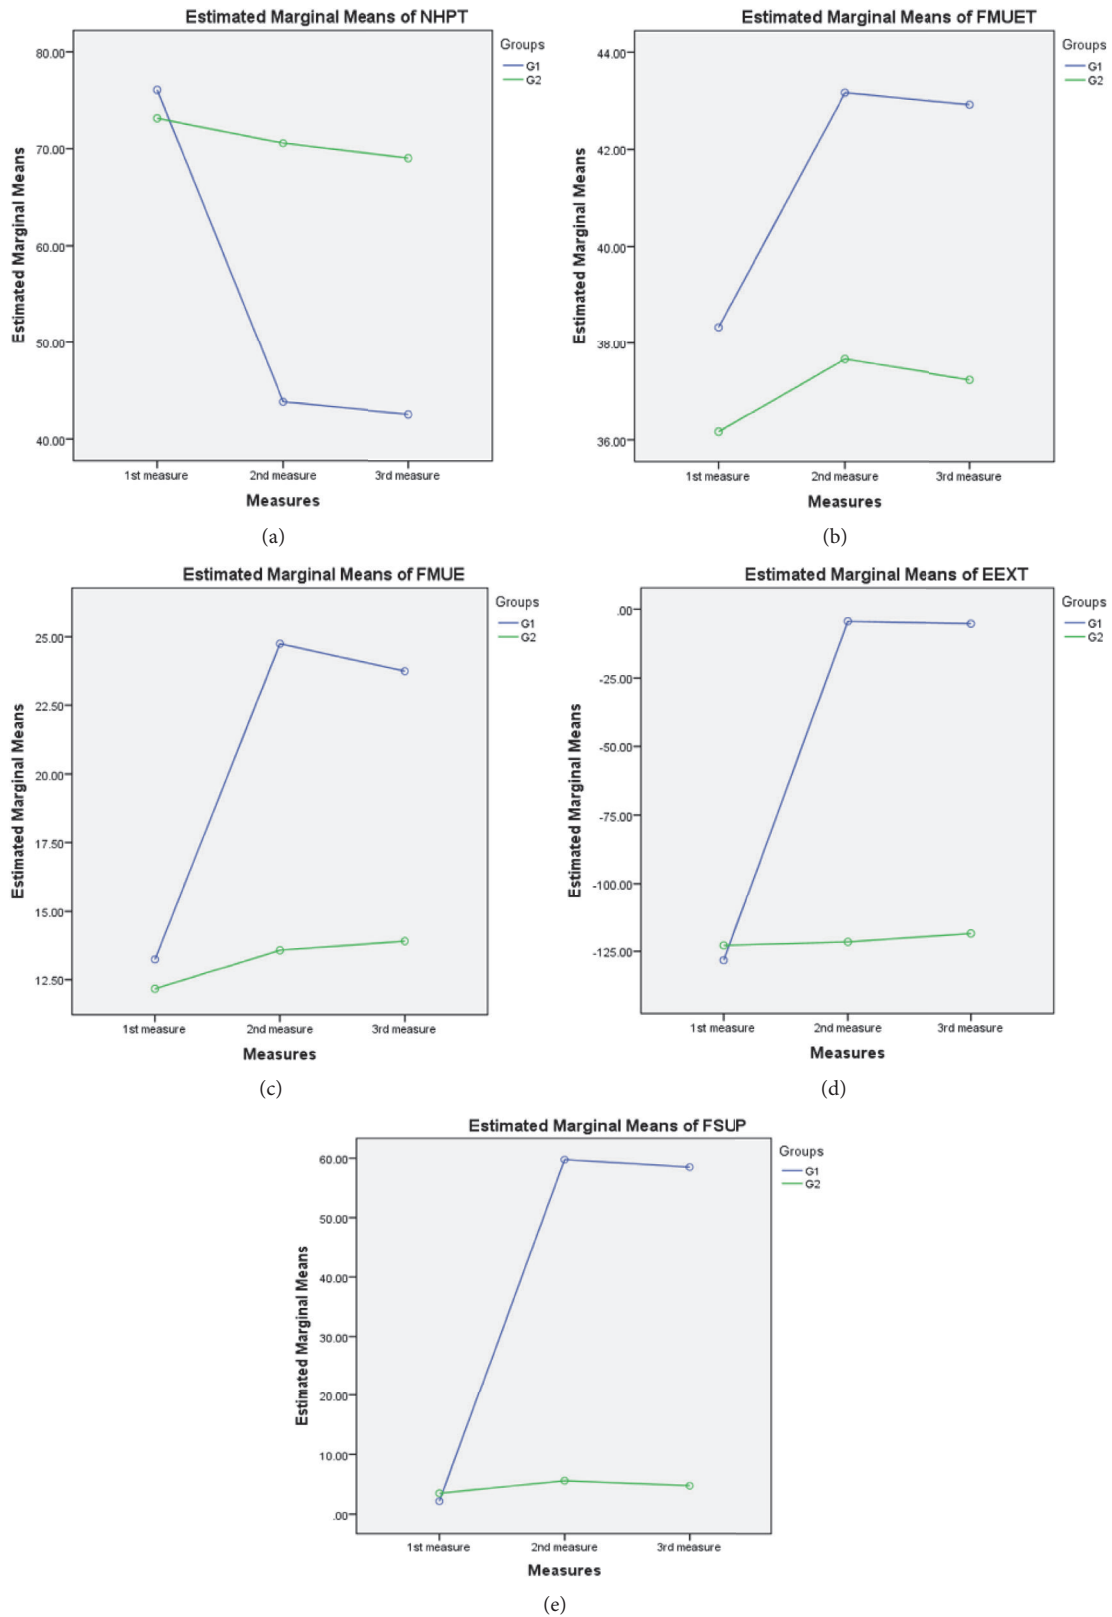 Estimated Marginal Means of NHPT
Groups
G1
G2
80.00
70.00
60.00
50.00
40.00
Estimated Marginal Means
1st measure 2nd measure 3rd measure
Measures
(a)
Estimated Marginal Means of FMUET
Groups
G1
G2
44.00
42.00
40.00
38.00
36.00
Estimated Marginal Means
1st measure 2nd measure 3rd measure
Measures
(b)
Estimated Marginal Means of FMUE
Groups
G1
G2
25.00
22.50
20.00
17.50
15.00
12.50
Estimated Marginal Means
1st measure 2nd measure 3rd measure
Measures
(c)
Estimated Marginal Means of EEXT
Groups
G1
G2
.00
-25.00
-50.00
-75.00
-100.00
-125.00
Estimated Marginal Means
1st measure 2nd measure 3rd measure
Measures
(d)
Estimated Marginal Means of FSUP
Groups
G1
G2
60.00
50.00
40.00
30.00
20.00
10.00
.00
Estimated Marginal Means
1st measure 2nd measure 3rd measure
Measures
(e)